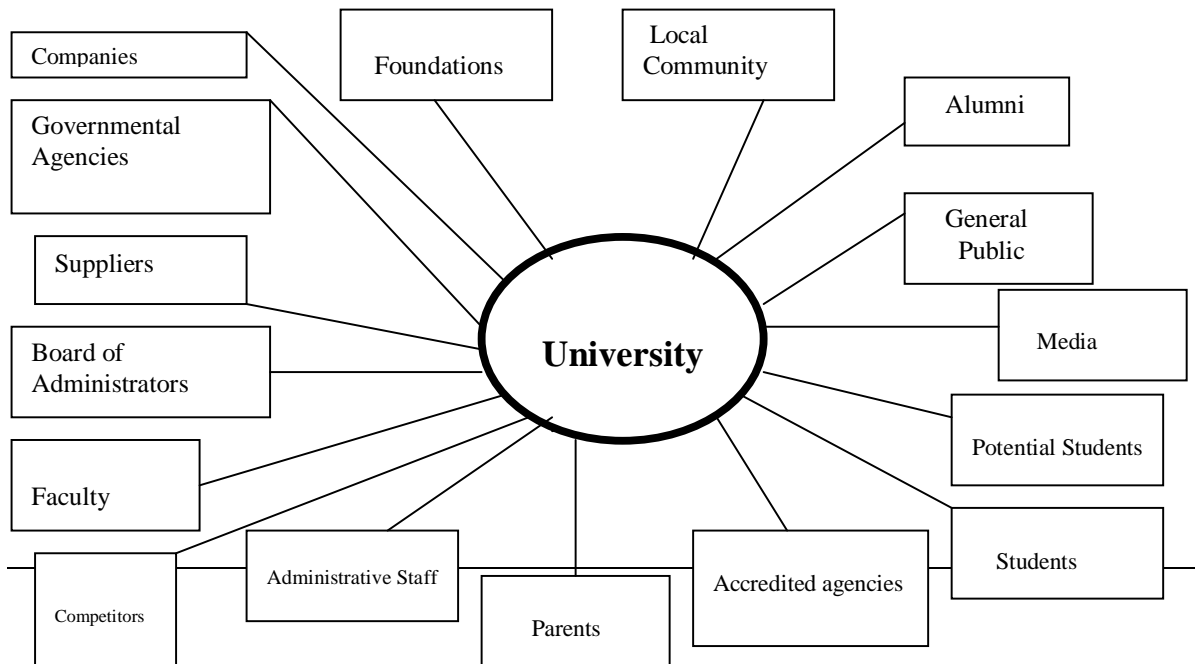 Companies
Foundations
Local
Community
Alumni
Governmental
Agencies
General
Public
Suppliers
Media
University
Board of
Administrators
Potential Students
Faculty
Students
Administrative Staff
Accredited agencies
Competitors
Parents